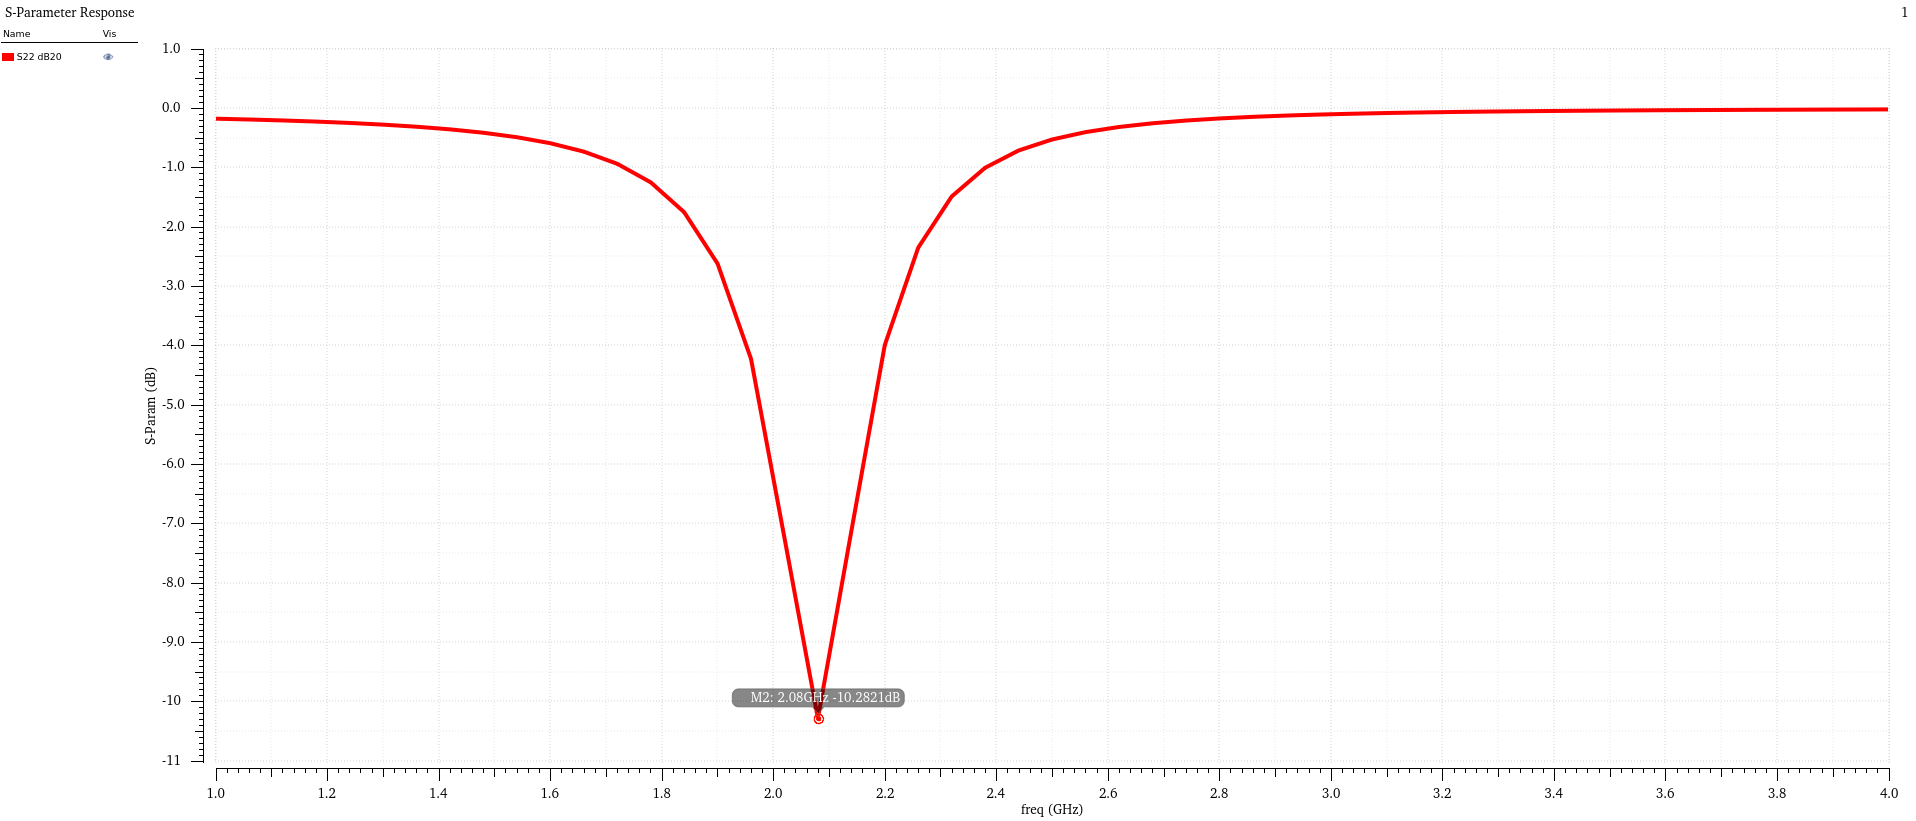 S-Parameter Response
1
Name Vis
S22 dB20
1.0
0.0
-1.0
-2.0
-3.0
-4.0
-5.0
-6.0
-7.0
-8.0
-9.0
-10
-11
S-Param (dB)
M2: 2.08GHz -10.2821dB
1.0 1.2 1.4 1.6 1.8 2.0 2.2 2.4 2.6 2.8 3.0 3.2 3.4 3.6 3.8 4.0
freq (GHz)